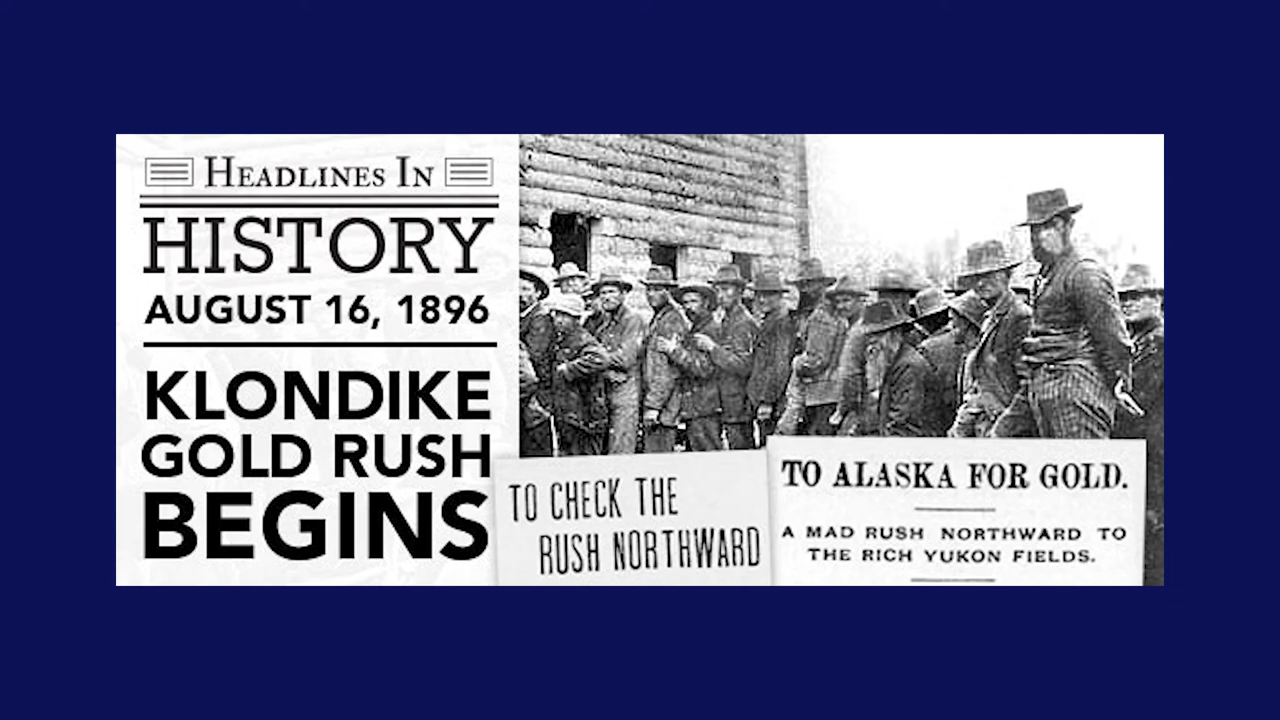 HEADLINES IN
HISTORY
AUGUST 16, 1896
KLONDIKE
GOLD RUSH
BEGINS
TO CHECK THE
RUSH NORTHWARD
TO ALASKA FOR GOLD.
A MAD RUSH NORTHWARD TO
THE RICH YUKON FIELDS.